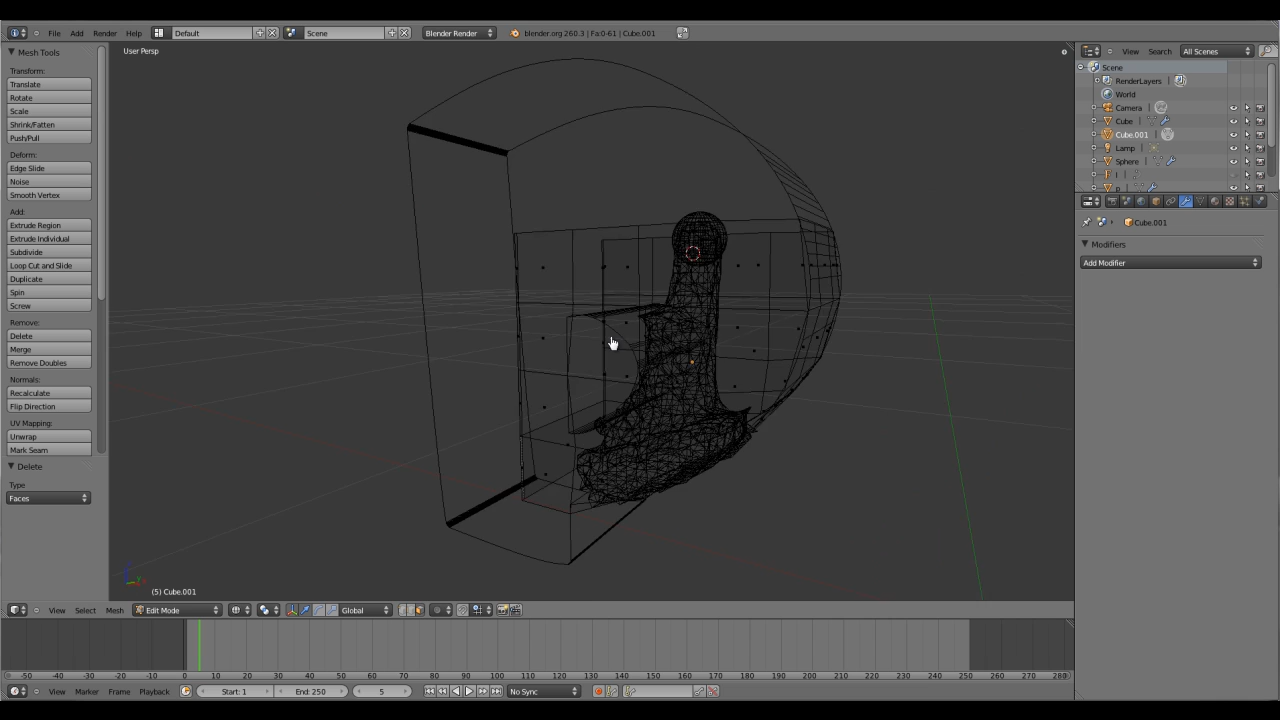 File Add Render Help Default Scene Blender Render blender.org 260.3 | Fa:0-61 | Cube.001
User Persp
Mesh Tools
Transform:
Translate
Rotate
Scale
Shrink/Fatten
Push/Pull
Deform:
Edge Slide
Noise
Smooth Vertex
Add:
Extrude Region
Extrude Individual
Subdivide
Loop Cut and Slide
Duplicate
Spin
Screw
Remove:
Delete
Merge
Remove Doubles
Normals:
Recalculate
Flip Direction
UV Mapping:
Unwrap
Mark Seam
Delete
Type
Faces
(5) Cube.001
View Select Mesh Edit Mode Global
View Search All Scenes
Scene
RenderLayers
World
Camera
Cube
Cube.001
Lamp
Sphere
Cube.001
Modifiers
Add Modifier
-50 -40 -30 -20 -10 0 10 20 30 40 50 60 70 80 90 100 110 120 130 140 150 160 170 180 190 200 210 220 230 240 250 260 270 280
View Marker Frame Playback Start: 1 End: 250 5 No Sync